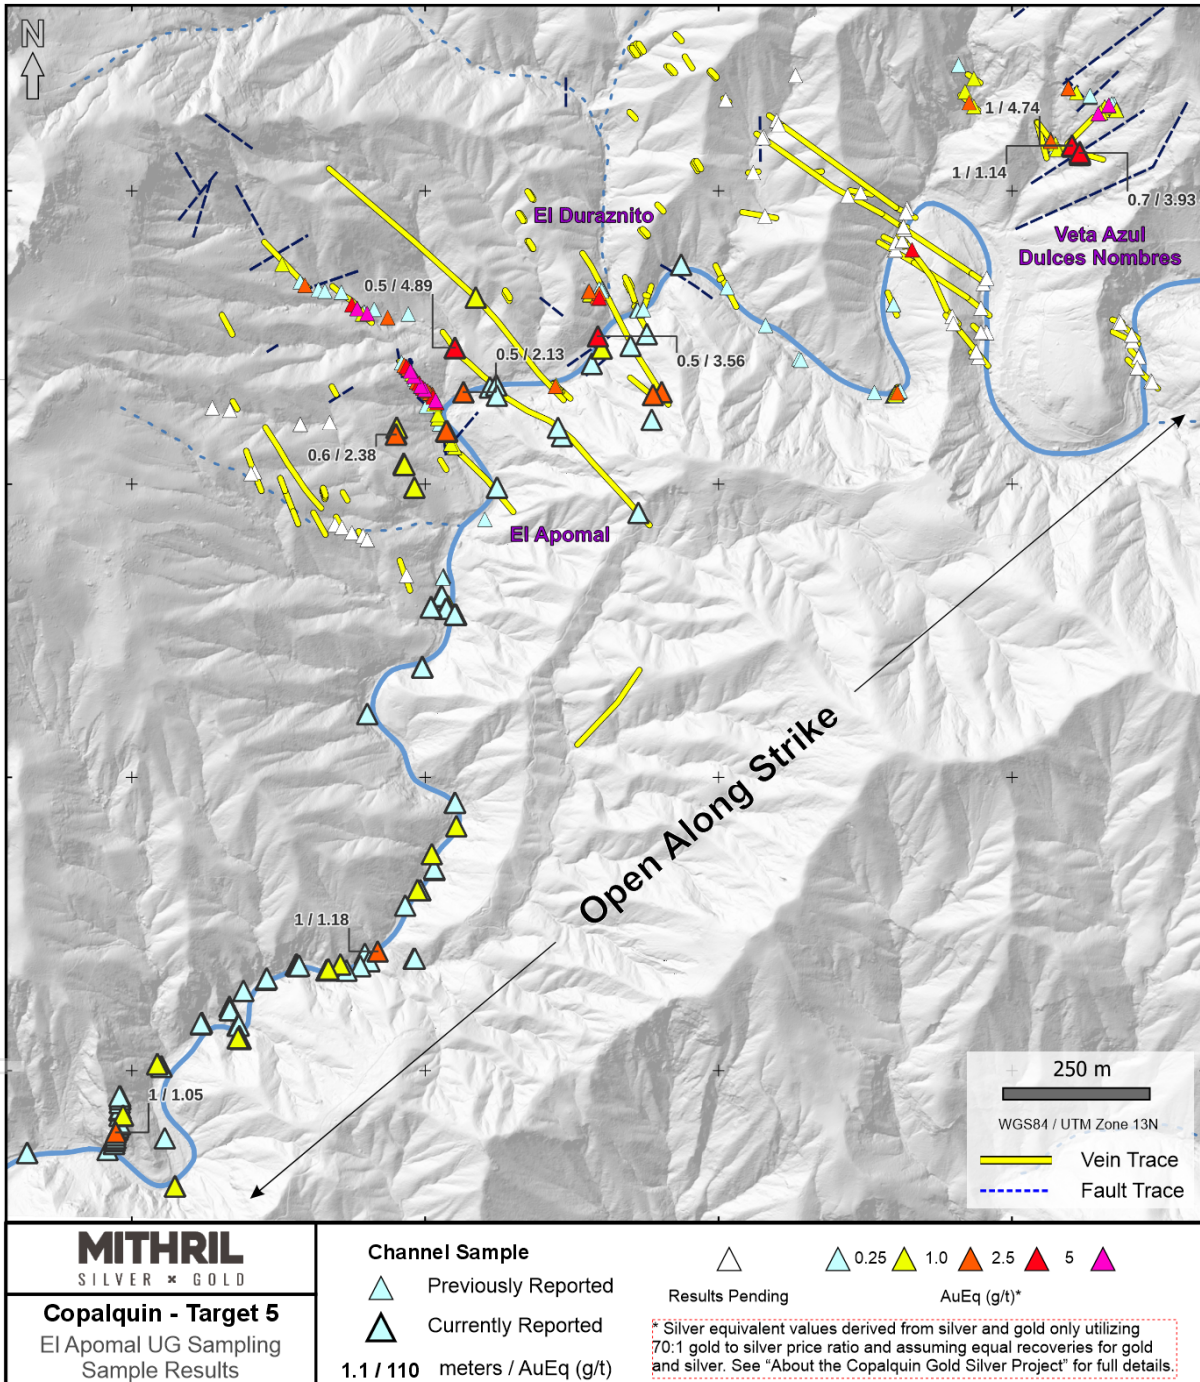 N
1 / 4.74
1 / 1.14
0.7 / 3.93
El Duraznito
Veta Azul
Dulces Nombres
0.5 / 4.89
0.5 / 2.13
0.5 / 3.56
0.6 / 2.38
El Apomal
Open Along Strike
1 / 1.18
1 / 1.05
250 m
WGS84 / UTM Zone 13N
Vein Trace
Fault Trace
MITHRIL
SILVER × GOLD
Copalquin - Target 5
El Apomal UG Sampling
Sample Results
Channel Sample
Previously Reported
Currently Reported
1.1 / 110 meters / AuEq (g/t)
Results Pending
0.25 1.0 2.5 5
AuEq (g/t)*
* Silver equivalent values derived from silver and gold only utilizing
70:1 gold to silver price ratio and assuming equal recoveries for gold
and silver. See “About the Copalquin Gold Silver Project” for full details.